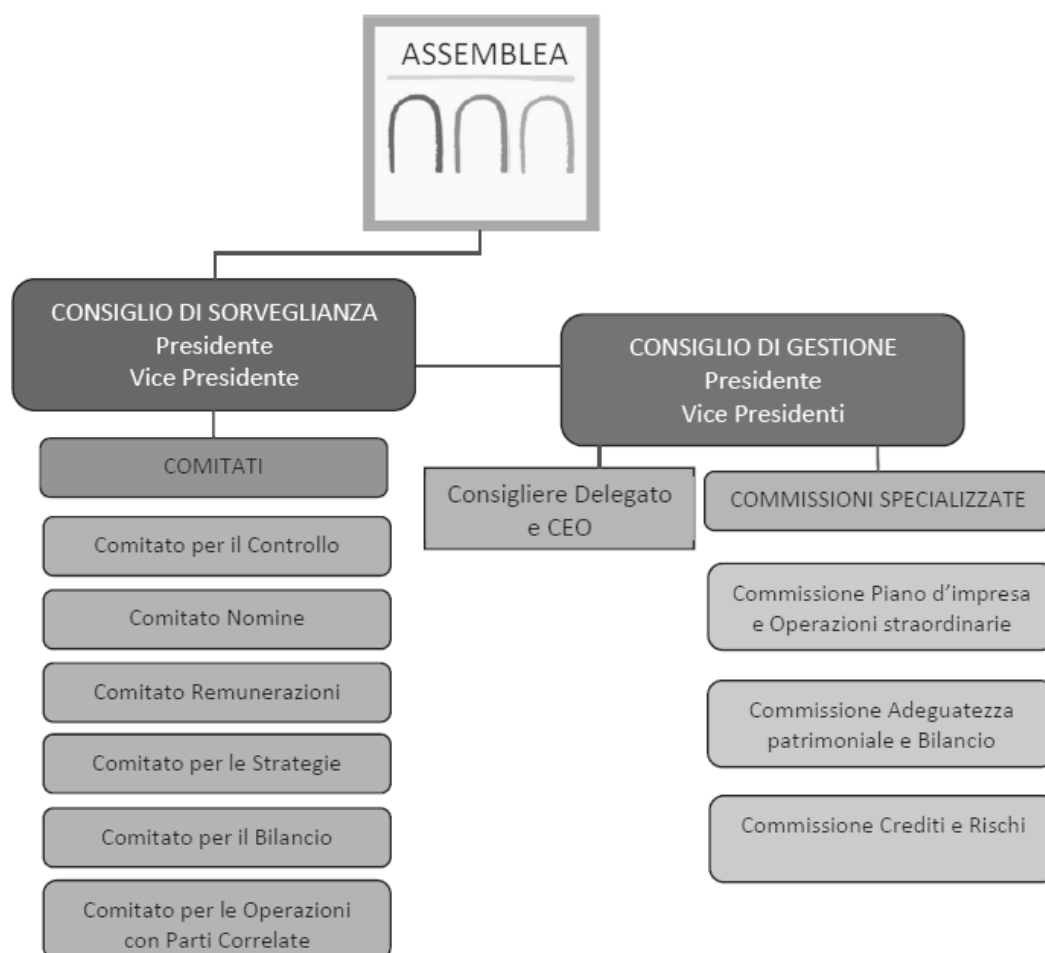 ASSEMBLEA
CONSIGLIO DI SORVEGLIANZA
Presidente
Vice Presidente
CONSIGLIO DI GESTIONE
Presidente
Vice Presidenti
COMITATI
Comitato per il Controllo
Comitato Nomine
Comitato Remunerazioni
Comitato per le Strategie
Comitato per il Bilancio
Comitato per le Operazioni
con Parti Correlate
Consigliere Delegato
e CEO
COMMISSIONI SPECIALIZZATE
Commissione Piano d’impresa
e Operazioni straordinarie
Commissione Adeguatezza
patrimoniale e Bilancio
Commissione Crediti e Rischi